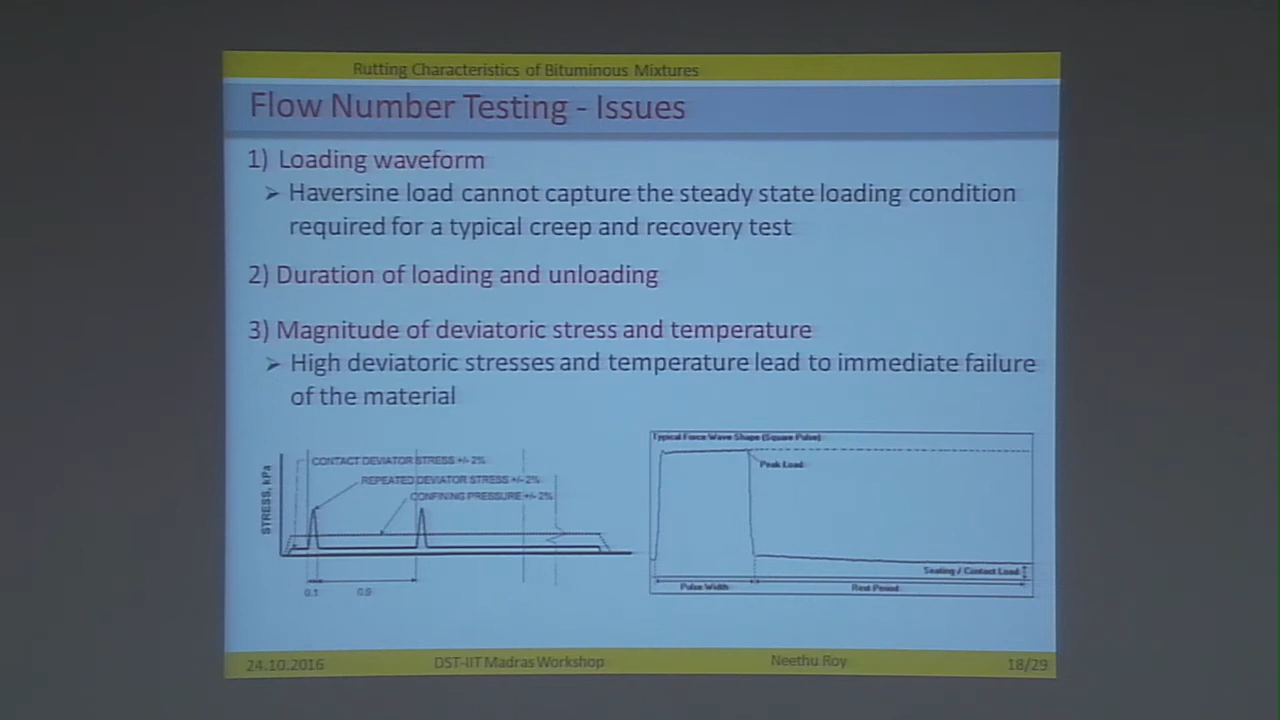 Rutting Characteristics of Bituminous Mixtures
Flow Number Testing - Issues
1) Loading waveform
➢ Haversine load cannot capture the steady state loading condition
required for a typical creep and recovery test
2) Duration of loading and unloading
3) Magnitude of deviatoric stress and temperature
➢ High deviatoric stresses and temperature lead to immediate failure
of the material
STRESS, kPa
CONTACT DEVIATOR STRESS +/- 2%
REPEATED DEVIATOR STRESS +/- 2%
CONFINING PRESSURE +/- 2%
0.1 0.9
Typical Force Wave Shape (Square Pulse)
Peak Load
Seating / Contact Load
Pulse Width
Rest Period
24.10.2016 DST-IIT Madras Workshop Neethu Roy 18/29